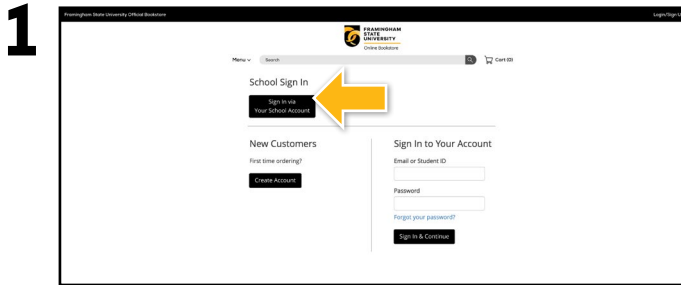 1
Framingham State University Official Bookstore
Login/Sign U
FRAMINGHAM
STATE
UNIVERSITY
Online Bookstore
Menu
Search
Cart (0)
School Sign In
Sign In via
Your School Account
New Customers
First time ordering?
Create Account
Sign In to Your Account
Email or Student ID
Password
Forgot your password?
Sign In & Continue